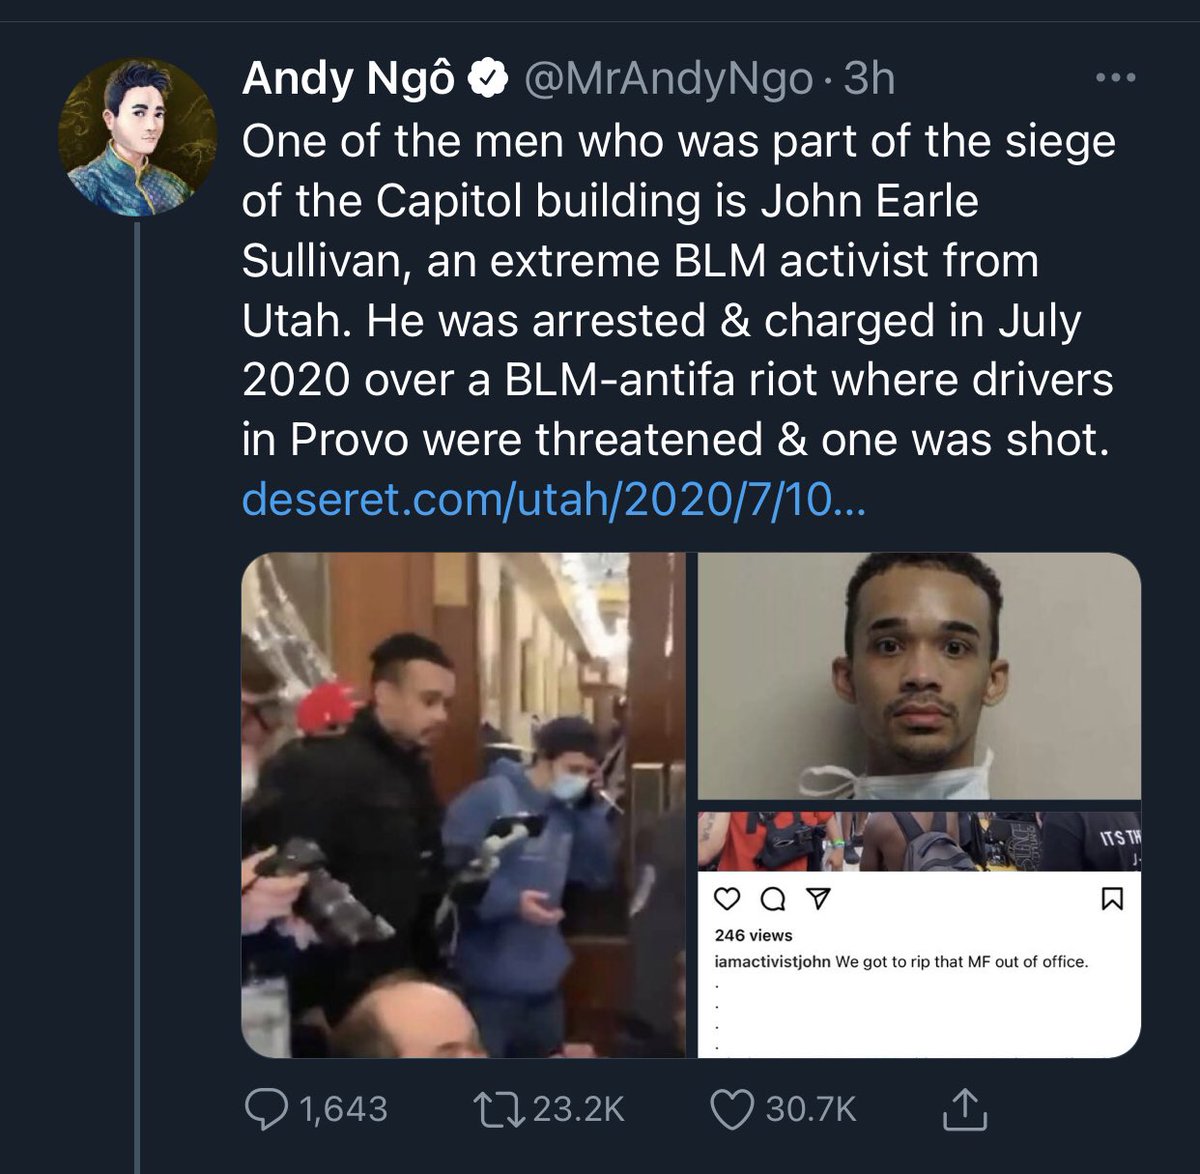 Andy Ngô @MrAndyNgo · 3h
One of the men who was part of the siege
of the Capitol building is John Earle
Sullivan, an extreme BLM activist from
Utah. He was arrested & charged in July
2020 over a BLM-antifa riot where drivers
in Provo were threatened & one was shot.
deseret.com/utah/2020/7/10...
ITS TH
J-
246 views
iamactivistjohn We got to rip that MF out of office.
.
.
.
.
1,643 23.2K 30.7K